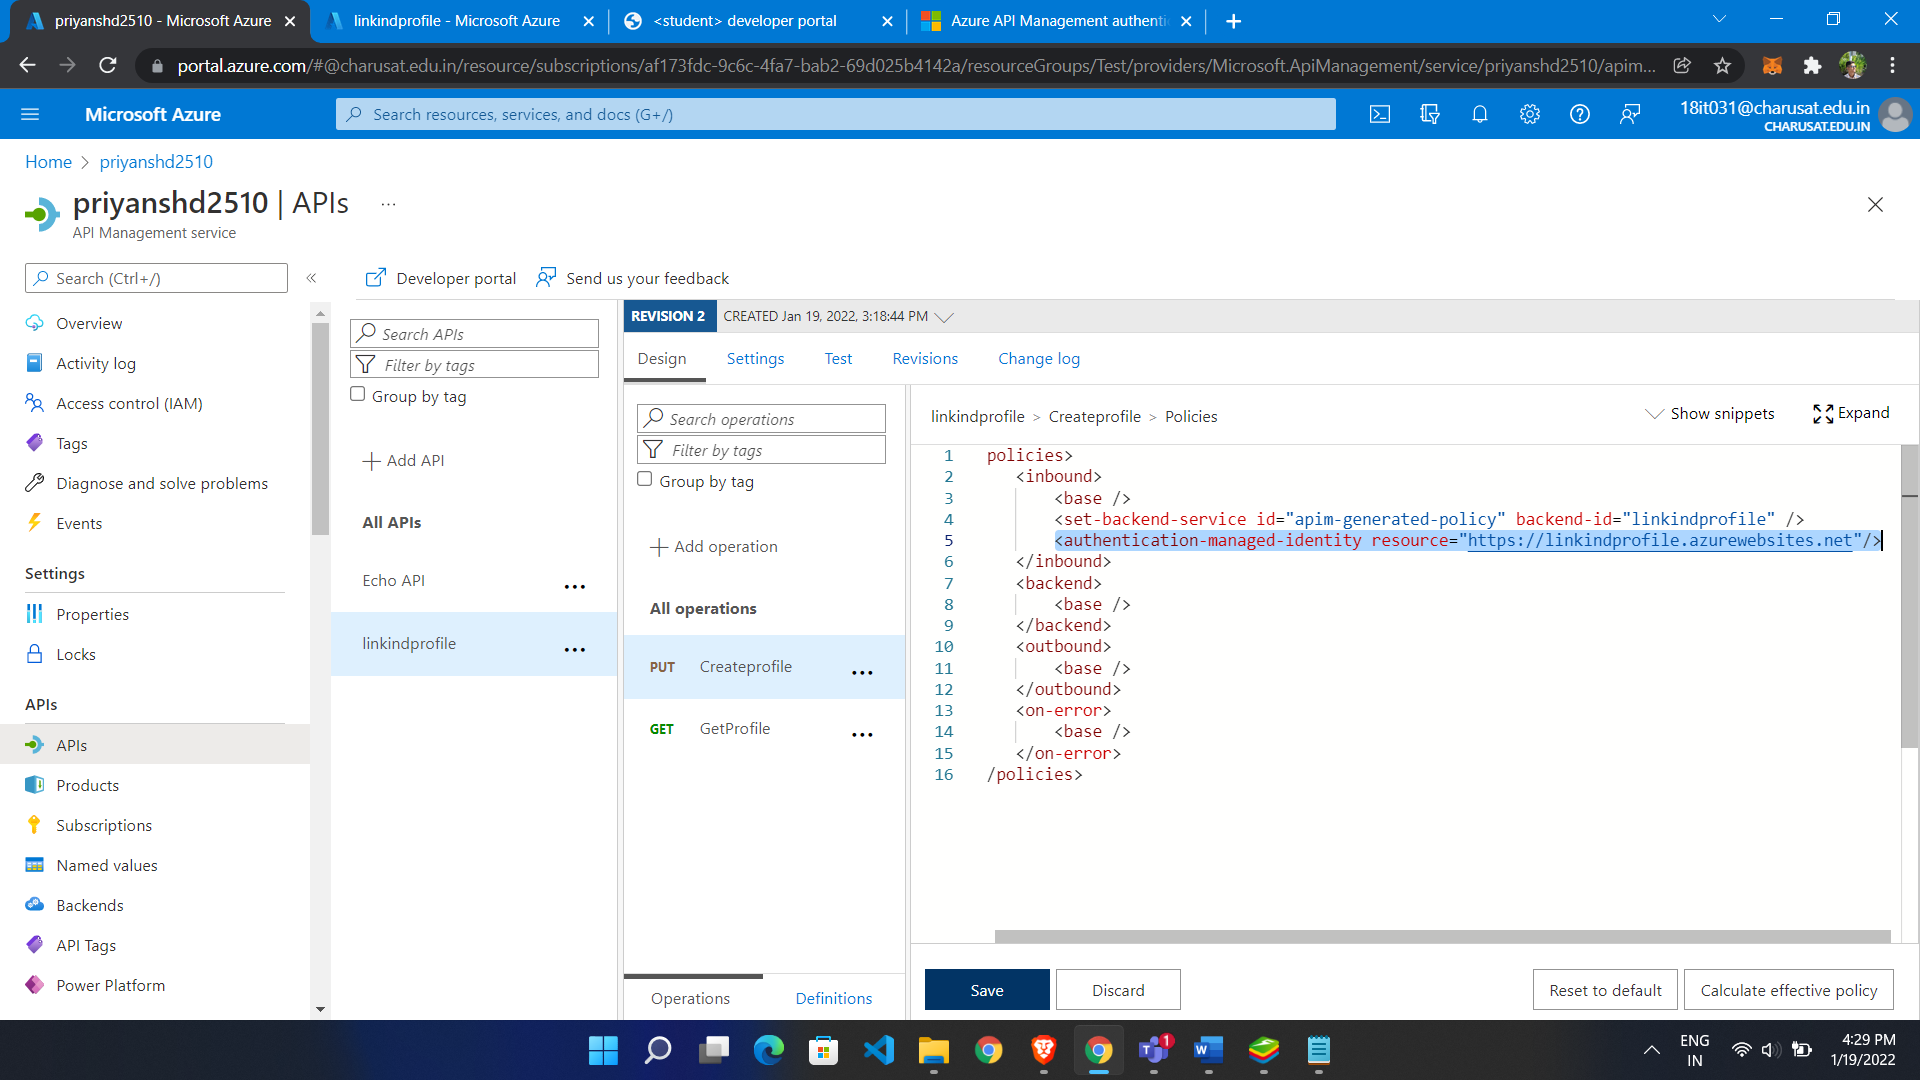 priyanshd2510 - Microsoft Azure
linkindprofile - Microsoft Azure
<student> developer portal
Azure API Management authenti
portal.azure.com/#@charusat.edu.in/resource/subscriptions/af173fdc-9c6c-4fa7-bab2-69d025b4142a/resourceGroups/Test/providers/Microsoft.ApiManagement/service/priyanshd2510/apim...
Microsoft Azure
Search resources, services, and docs (G+/)
18it031@charusat.edu.in
CHARUSAT.EDU.IN
Home > priyanshd2510
priyanshd2510 | APIs ...
API Management service
Search (Ctrl+/)
«
Overview
Activity log
Access control (IAM)
Tags
Diagnose and solve problems
Events
Settings
Properties
Locks
APIs
APIs
Products
Subscriptions
Named values
Backends
API Tags
Power Platform
Developer portal
Send us your feedback
Search APIs
Filter by tags
Group by tag
+ Add API
All APIs
Echo API ...
linkindprofile ...
REVISION 2
CREATED Jan 19, 2022, 3:18:44 PM
Design
Settings
Test
Revisions
Change log
Search operations
Filter by tags
Group by tag
+ Add operation
All operations
PUT Createprofile ...
GET GetProfile ...
Operations
Definitions
linkindprofile > Createprofile > Policies
Show snippets
Expand
1 policies>
2 <inbound>
3 <base />
4 <set-backend-service id="apim-generated-policy" backend-id="linkindprofile" />
5 <authentication-managed-identity resource="https://linkindprofile.azurewebsites.net"/>
6 </inbound>
7 <backend>
8 <base />
9 </backend>
10 <outbound>
11 <base />
12 </outbound>
13 <on-error>
14 <base />
15 </on-error>
16 /policies>
Save
Discard
Reset to default
Calculate effective policy
1
ENG
IN
4:29 PM
1/19/2022